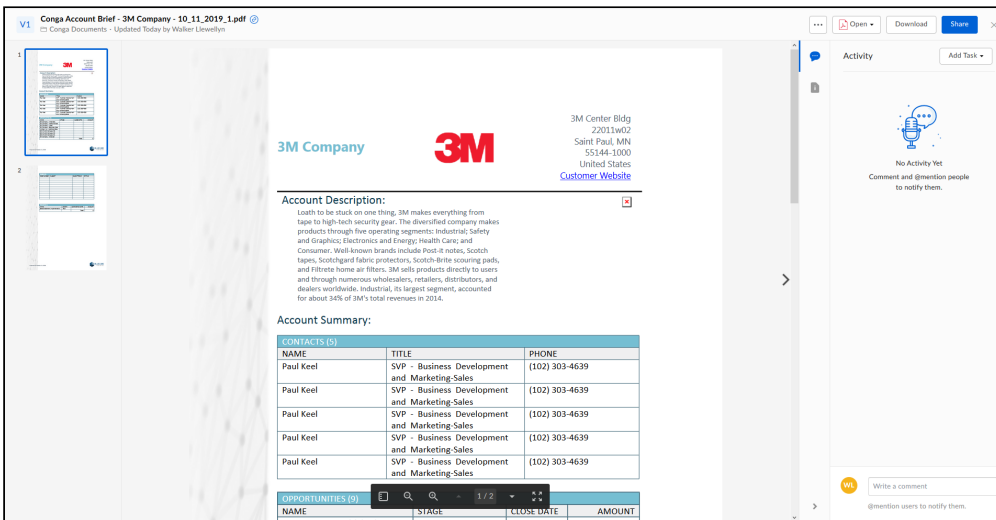 V1
Conga Account Brief - 3M Company - 10_11_2019_1.pdf
Conga Documents - Updated Today by Walker Llewellyn
...
Open
Download
Share
1
2
3M Company
3M
3M Center Bldg
22011w02
Saint Paul, MN
55144-1000
United States
Customer Website
Account Description:
Loath to be stuck on one thing, 3M makes everything from
tape to high-tech security gear. The diversified company makes
products through five operating segments: Industrial; Safety
and Graphics; Electronics and Energy; Health Care; and
Consumer. Well-known brands include Post-it notes, Scotch
tapes, Scotchgard fabric protectors, Scotch-Brite scouring pads,
and Filtrete home air filters. 3M sells products directly to users
and through numerous wholesalers, retailers, distributors, and
dealers worldwide. Industrial, its largest segment, accounted
for about 34% of 3M's total revenues in 2014.
Account Summary:
CONTACTS (5)
NAME TITLE PHONE
Paul Keel SVP - Business Development (102) 303-4639
and Marketing-Sales
Paul Keel SVP - Business Development (102) 303-4639
and Marketing-Sales
Paul Keel SVP - Business Development (102) 303-4639
and Marketing-Sales
Paul Keel SVP - Business Development (102) 303-4639
and Marketing-Sales
Paul Keel SVP - Business Development (102) 303-4639
and Marketing-Sales
OPPORTUNITIES (9)
NAME STAGE CLOSE DATE AMOUNT
1 / 2
Activity
Add Task
No Activity Yet
Comment and @mention people
to notify them.
WL
Write a comment
@mention users to notify them.